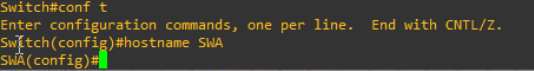 Switch#conf t
Enter configuration commands, one per line.  End with CNTL/Z.
Switch(config)#hostname SWA
SWA(config)#